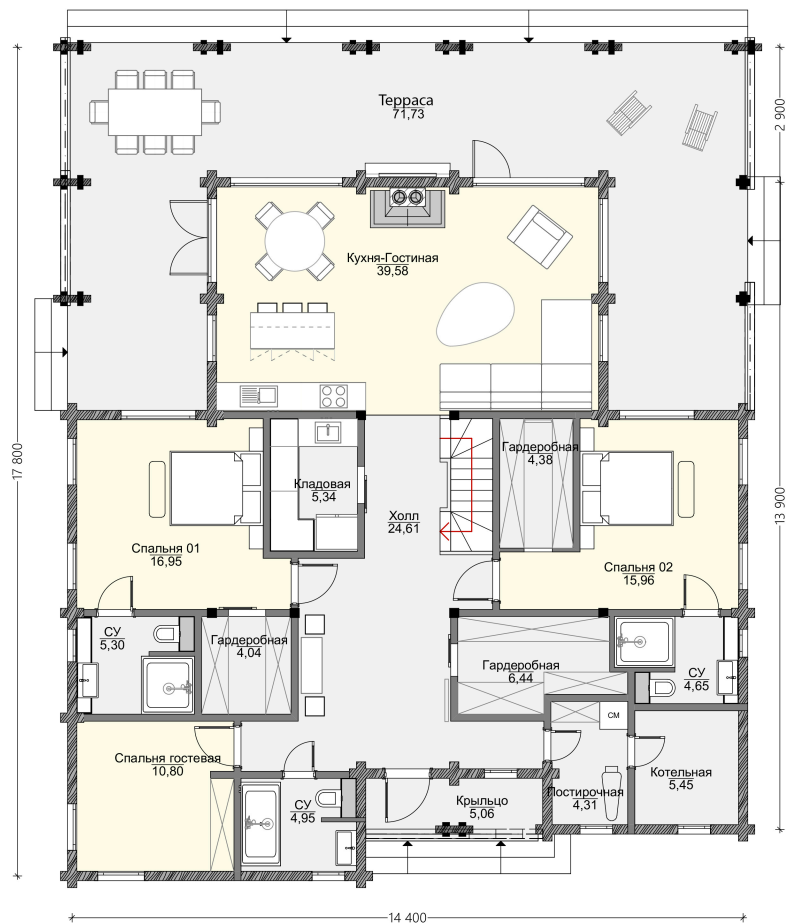 Терраса
71,73
2 900
Кухня-Гостиная
39,58
17 800
13 900
Гардеробная
4,38
Кладовая
5,34
Холл
24,61
Спальня 01
16,95
Спальня 02
15,96
СУ
5,30
Гардеробная
4,04
Гардеробная
6,44
СУ
4,65
СМ
Спальня гостевая
10,80
Котельная
5,45
СУ
4,95
Крыльцо
5,06
Постирочная
4,31
14 400